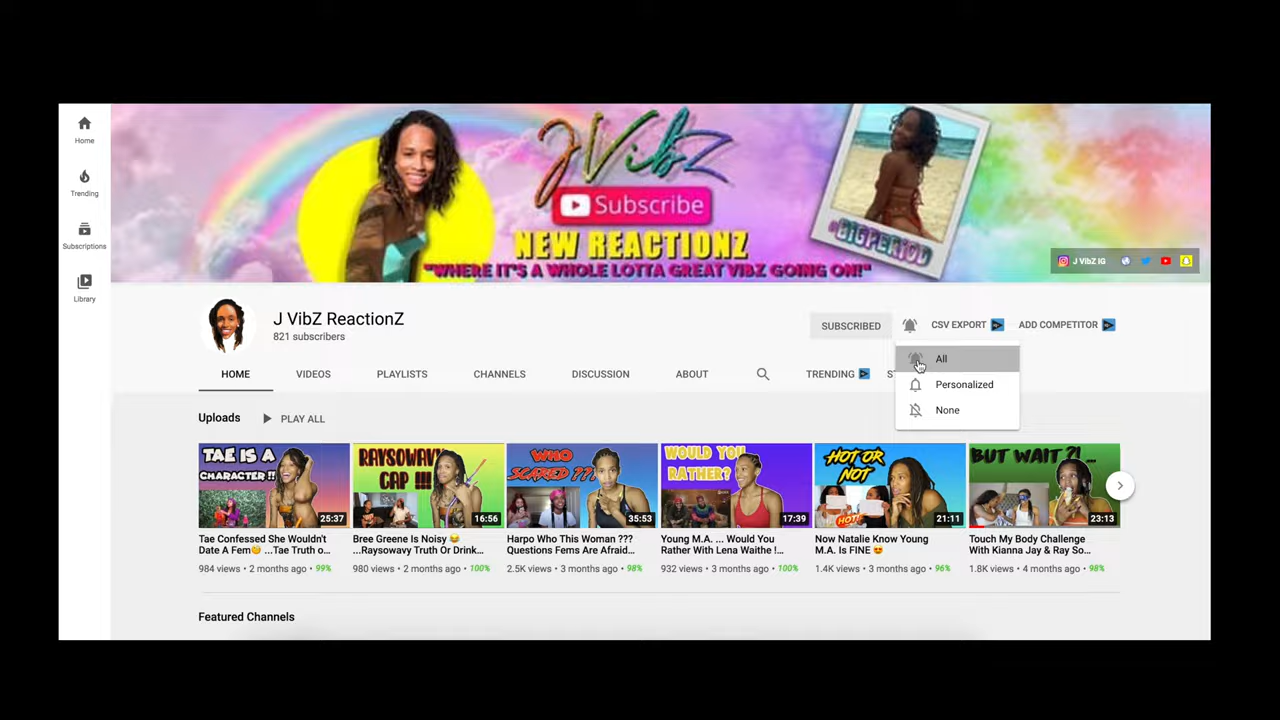 JVibZ
Subscribe
NEW REACTIONZ
"WHERE IT'S A WHOLE LOTTA GREAT VIBZ GOING ON!"
#BIGPERIOD
J VibZ IG
Home
Trending
Subscriptions
Library
J VibZ ReactionZ
821 subscribers
SUBSCRIBED
CSV EXPORT
ADD COMPETITOR
All
Personalized
None
HOME
VIDEOS
PLAYLISTS
CHANNELS
DISCUSSION
ABOUT
TRENDING
Uploads
PLAY ALL
TAE IS A
CHARACTER!!
25:37
Tae Confessed She Wouldn't
Date A Fem🤔 ...Tae Truth o...
984 views • 2 months ago • 99%
RAYSOWAVY
CAP !!!
16:56
Bree Greene Is Noisy 😂
...Raysowavy Truth Or Drink...
980 views • 2 months ago • 100%
WHO
SCARED ???
35:53
Harpo Who This Woman ???
Questions Fems Are Afraid...
2.5K views • 3 months ago • 98%
WOULD YOU
RATHER?
17:39
Young M.A. ... Would You
Rather With Lena Waithe !...
932 views • 3 months ago • 100%
HOT OR
NOT
HOT!
21:11
Now Natalie Know Young
M.A. Is FINE 😍
1.4K views • 3 months ago • 96%
BUT WAIT ?!...
23:13
Touch My Body Challenge
With Kianna Jay & Ray So...
1.8K views • 4 months ago • 98%
Featured Channels